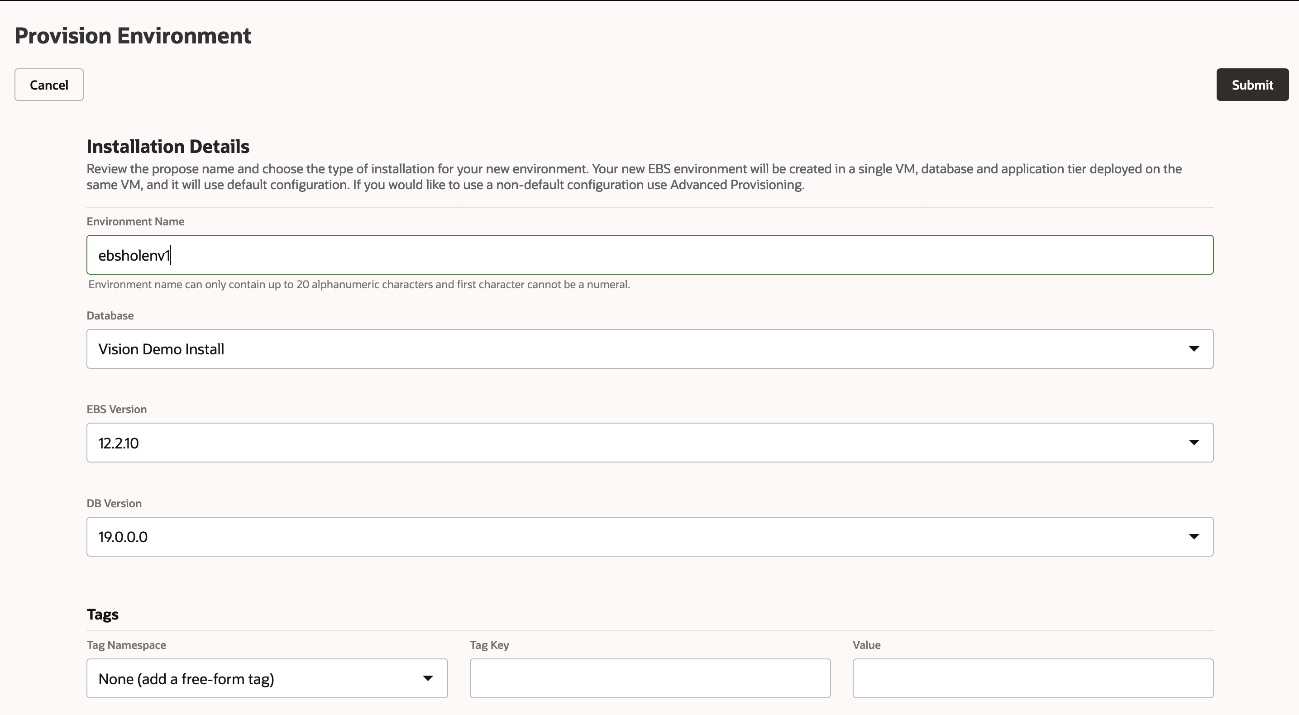 Provision Environment
Cancel
Submit
Installation Details
Review the propose name and choose the type of installation for your new environment. Your new EBS environment will be created in a single VM, database and application tier deployed on the
same VM, and it will use default configuration. If you would like to use a non-default configuration use Advanced Provisioning.
Environment Name
ebsholenv1
Environment name can only contain up to 20 alphanumeric characters and first character cannot be a numeral.
Database
Vision Demo Install
EBS Version
12.2.10
DB Version
19.0.0.0
Tags
Tag Namespace
Tag Key
Value
None (add a free-form tag)